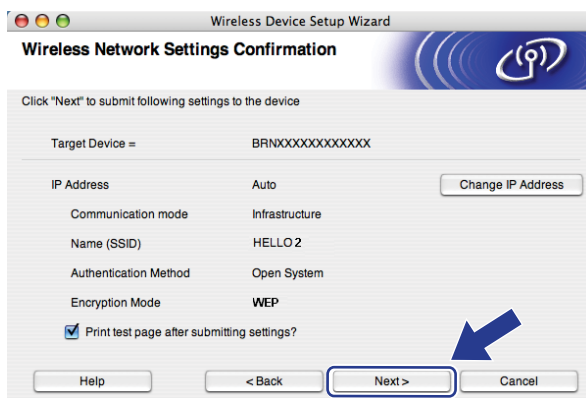 Wireless Device Setup Wizard
Wireless Network Settings Confirmation
Click "Next" to submit following settings to the device
Target Device = BRNXXXXXXXXXXXX
IP Address Auto Change IP Address
Communication mode Infrastructure
Name (SSID) HELLO 2
Authentication Method Open System
Encryption Mode WEP
Print test page after submitting settings?
Help < Back Next > Cancel